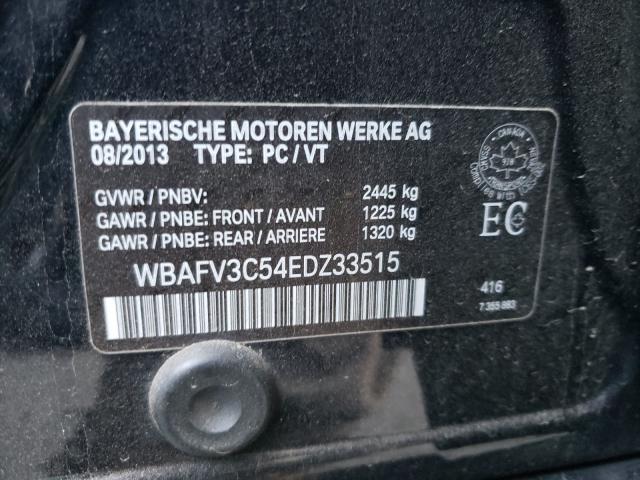 BAYERISCHE MOTOREN WERKE AG
08/2013 TYPE: PC / VT
GVWR / PNBV: 2445 kg
GAWR / PNBE: FRONT / AVANT 1225 kg
GAWR / PNBE: REAR / ARRIERE 1320 kg
WBAFV3C54EDZ33515
CANADA
EC
416
7 355 883